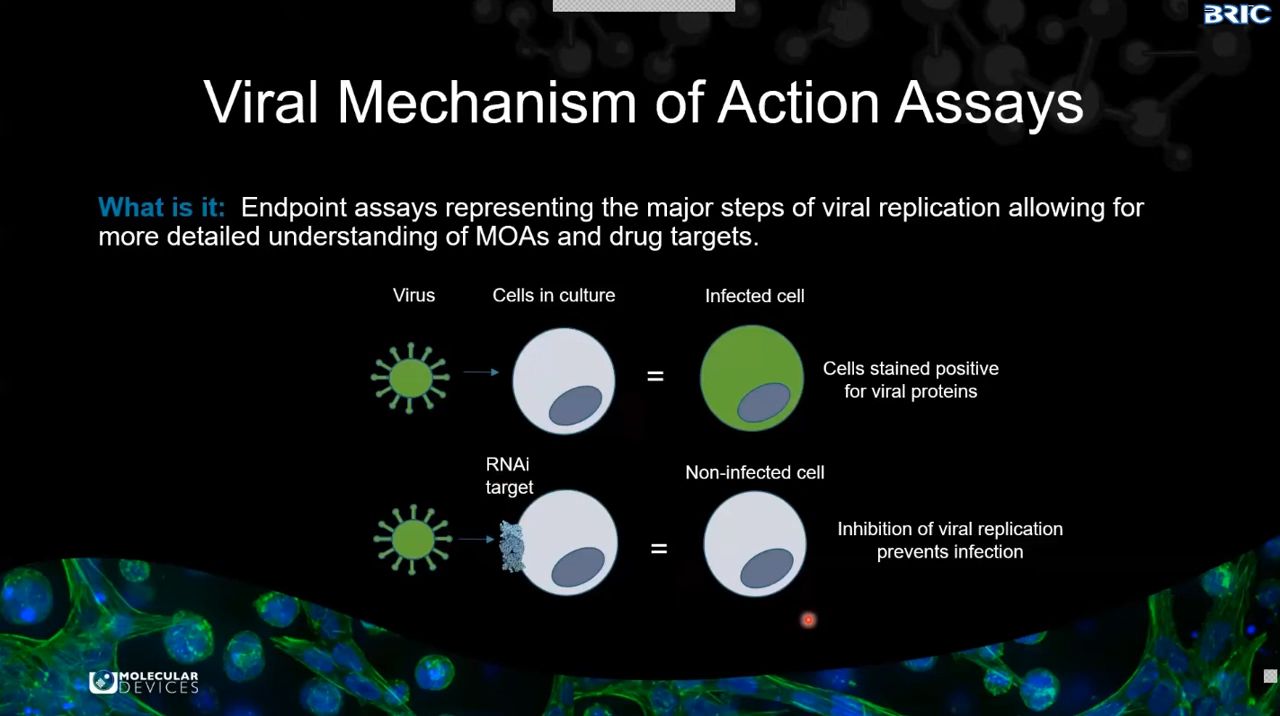 BRIC
Viral Mechanism of Action Assays
What is it: Endpoint assays representing the major steps of viral replication allowing for
more detailed understanding of MOAs and drug targets.
Virus
Cells in culture
Infected cell
=
Cells stained positive
for viral proteins
RNAi
target
Non-infected cell
=
Inhibition of viral replication
prevents infection
MOLECULAR
DEVICES